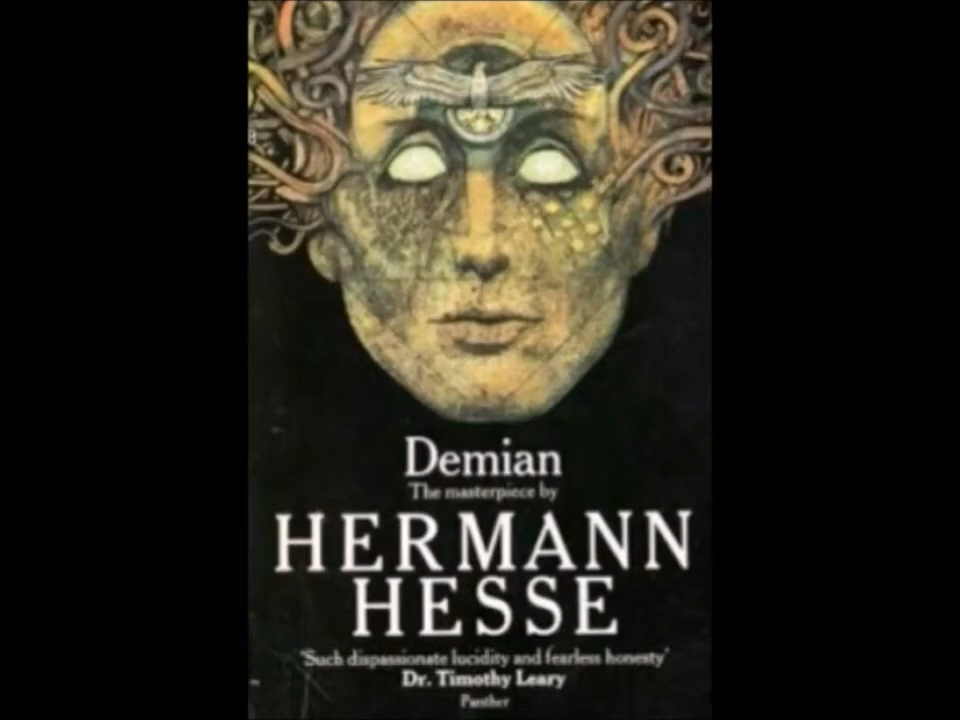 Demian
The masterpiece by
HERMANN
HESSE
'Such dispassionate lucidity and fearless honesty'
Dr. Timothy Leary
Panther